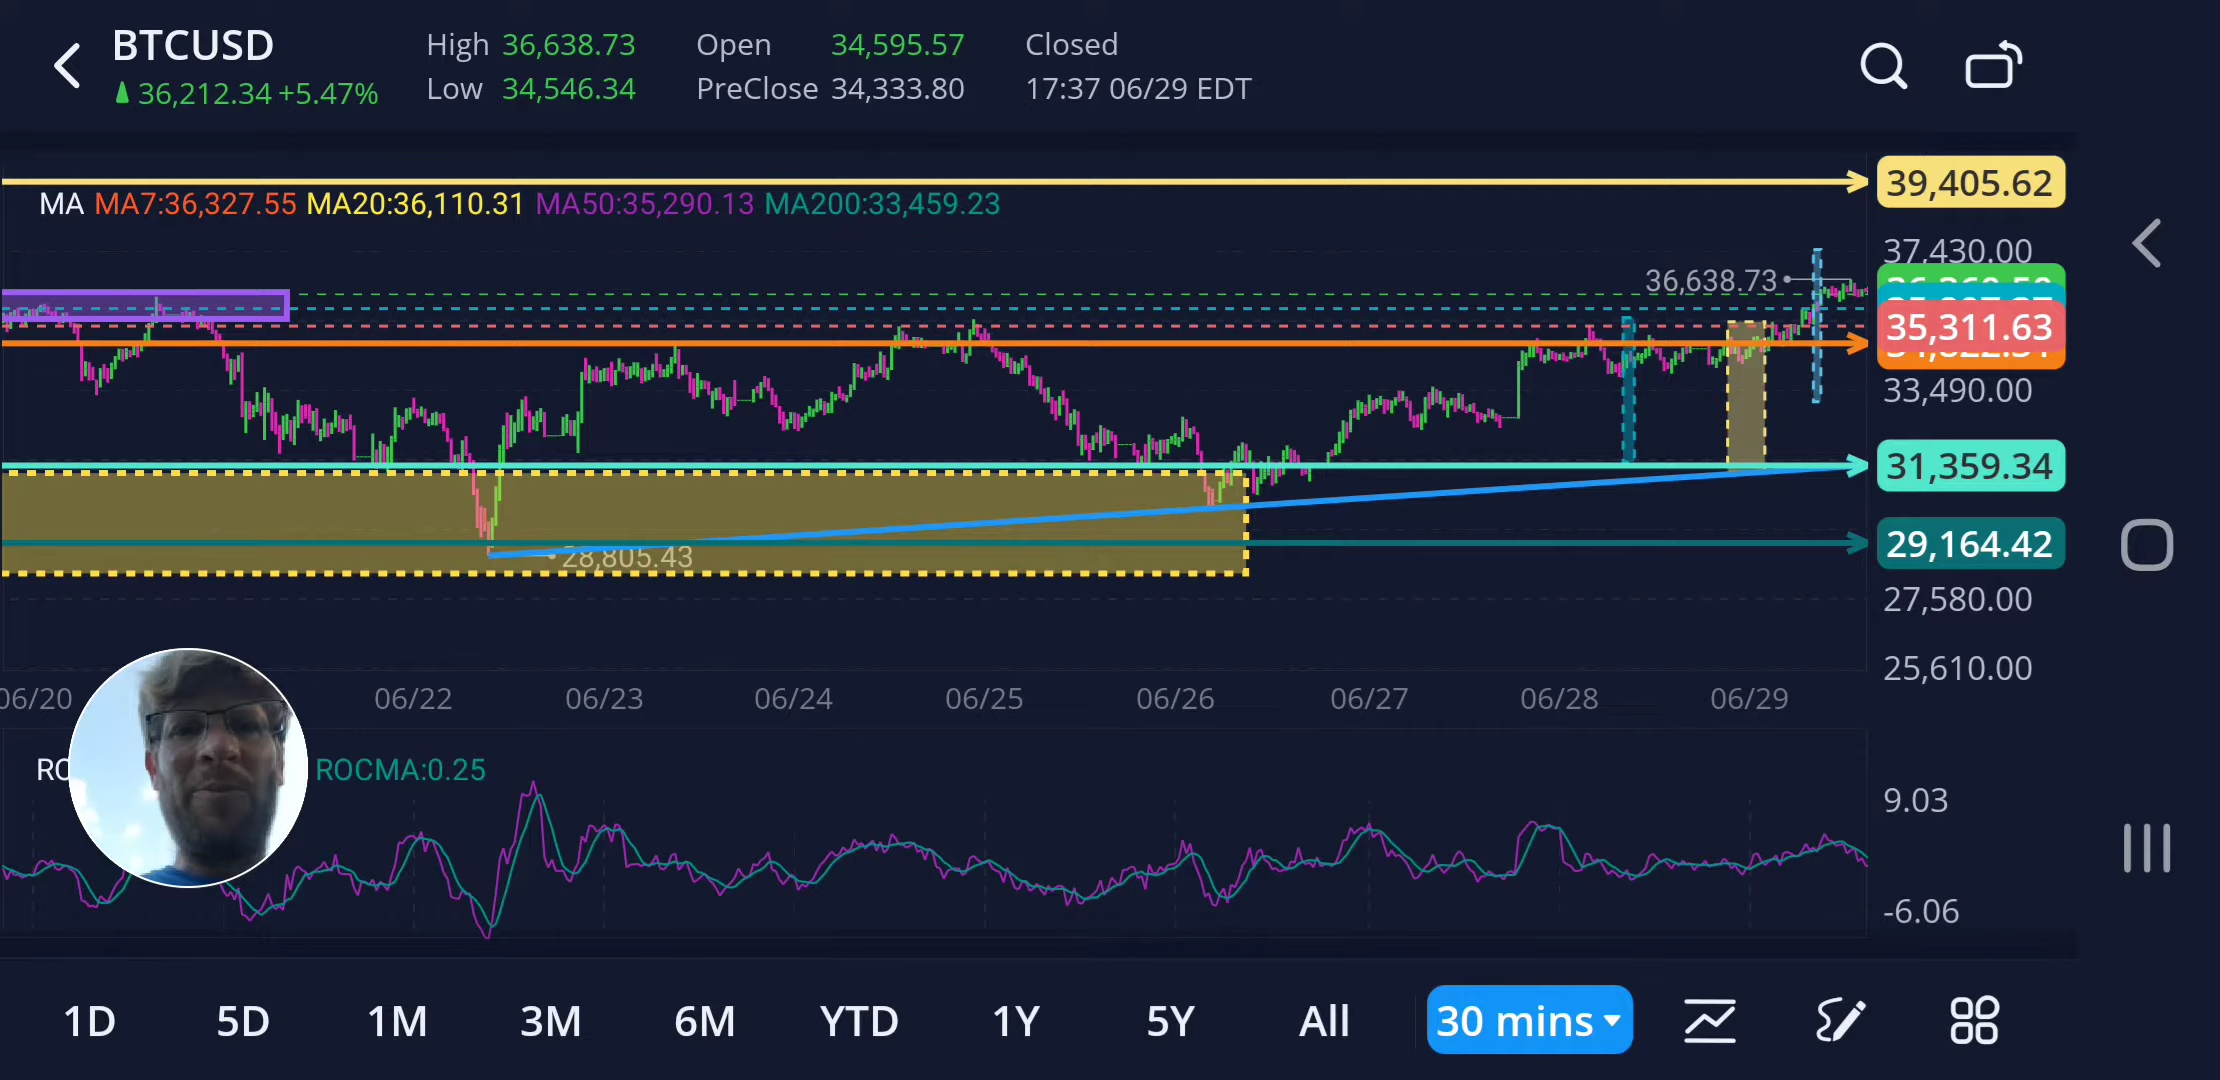 BTCUSD
36,212.34 +5.47%
High 36,638.73
Low 34,546.34
Open 34,595.57
PreClose 34,333.80
Closed
17:37 06/29 EDT
39,405.62
MA MA7:36,327.55 MA20:36,110.31 MA50:35,290.13 MA200:33,459.23
37,430.00
36,638.73
35,311.63
33,490.00
31,359.34
29,164.42
28,805.43
27,580.00
25,610.00
06/20 06/22 06/23 06/24 06/25 06/26 06/27 06/28 06/29
RO ROCMA:0.25
9.03
-6.06
1D 5D 1M 3M 6M YTD 1Y 5Y All 30 mins